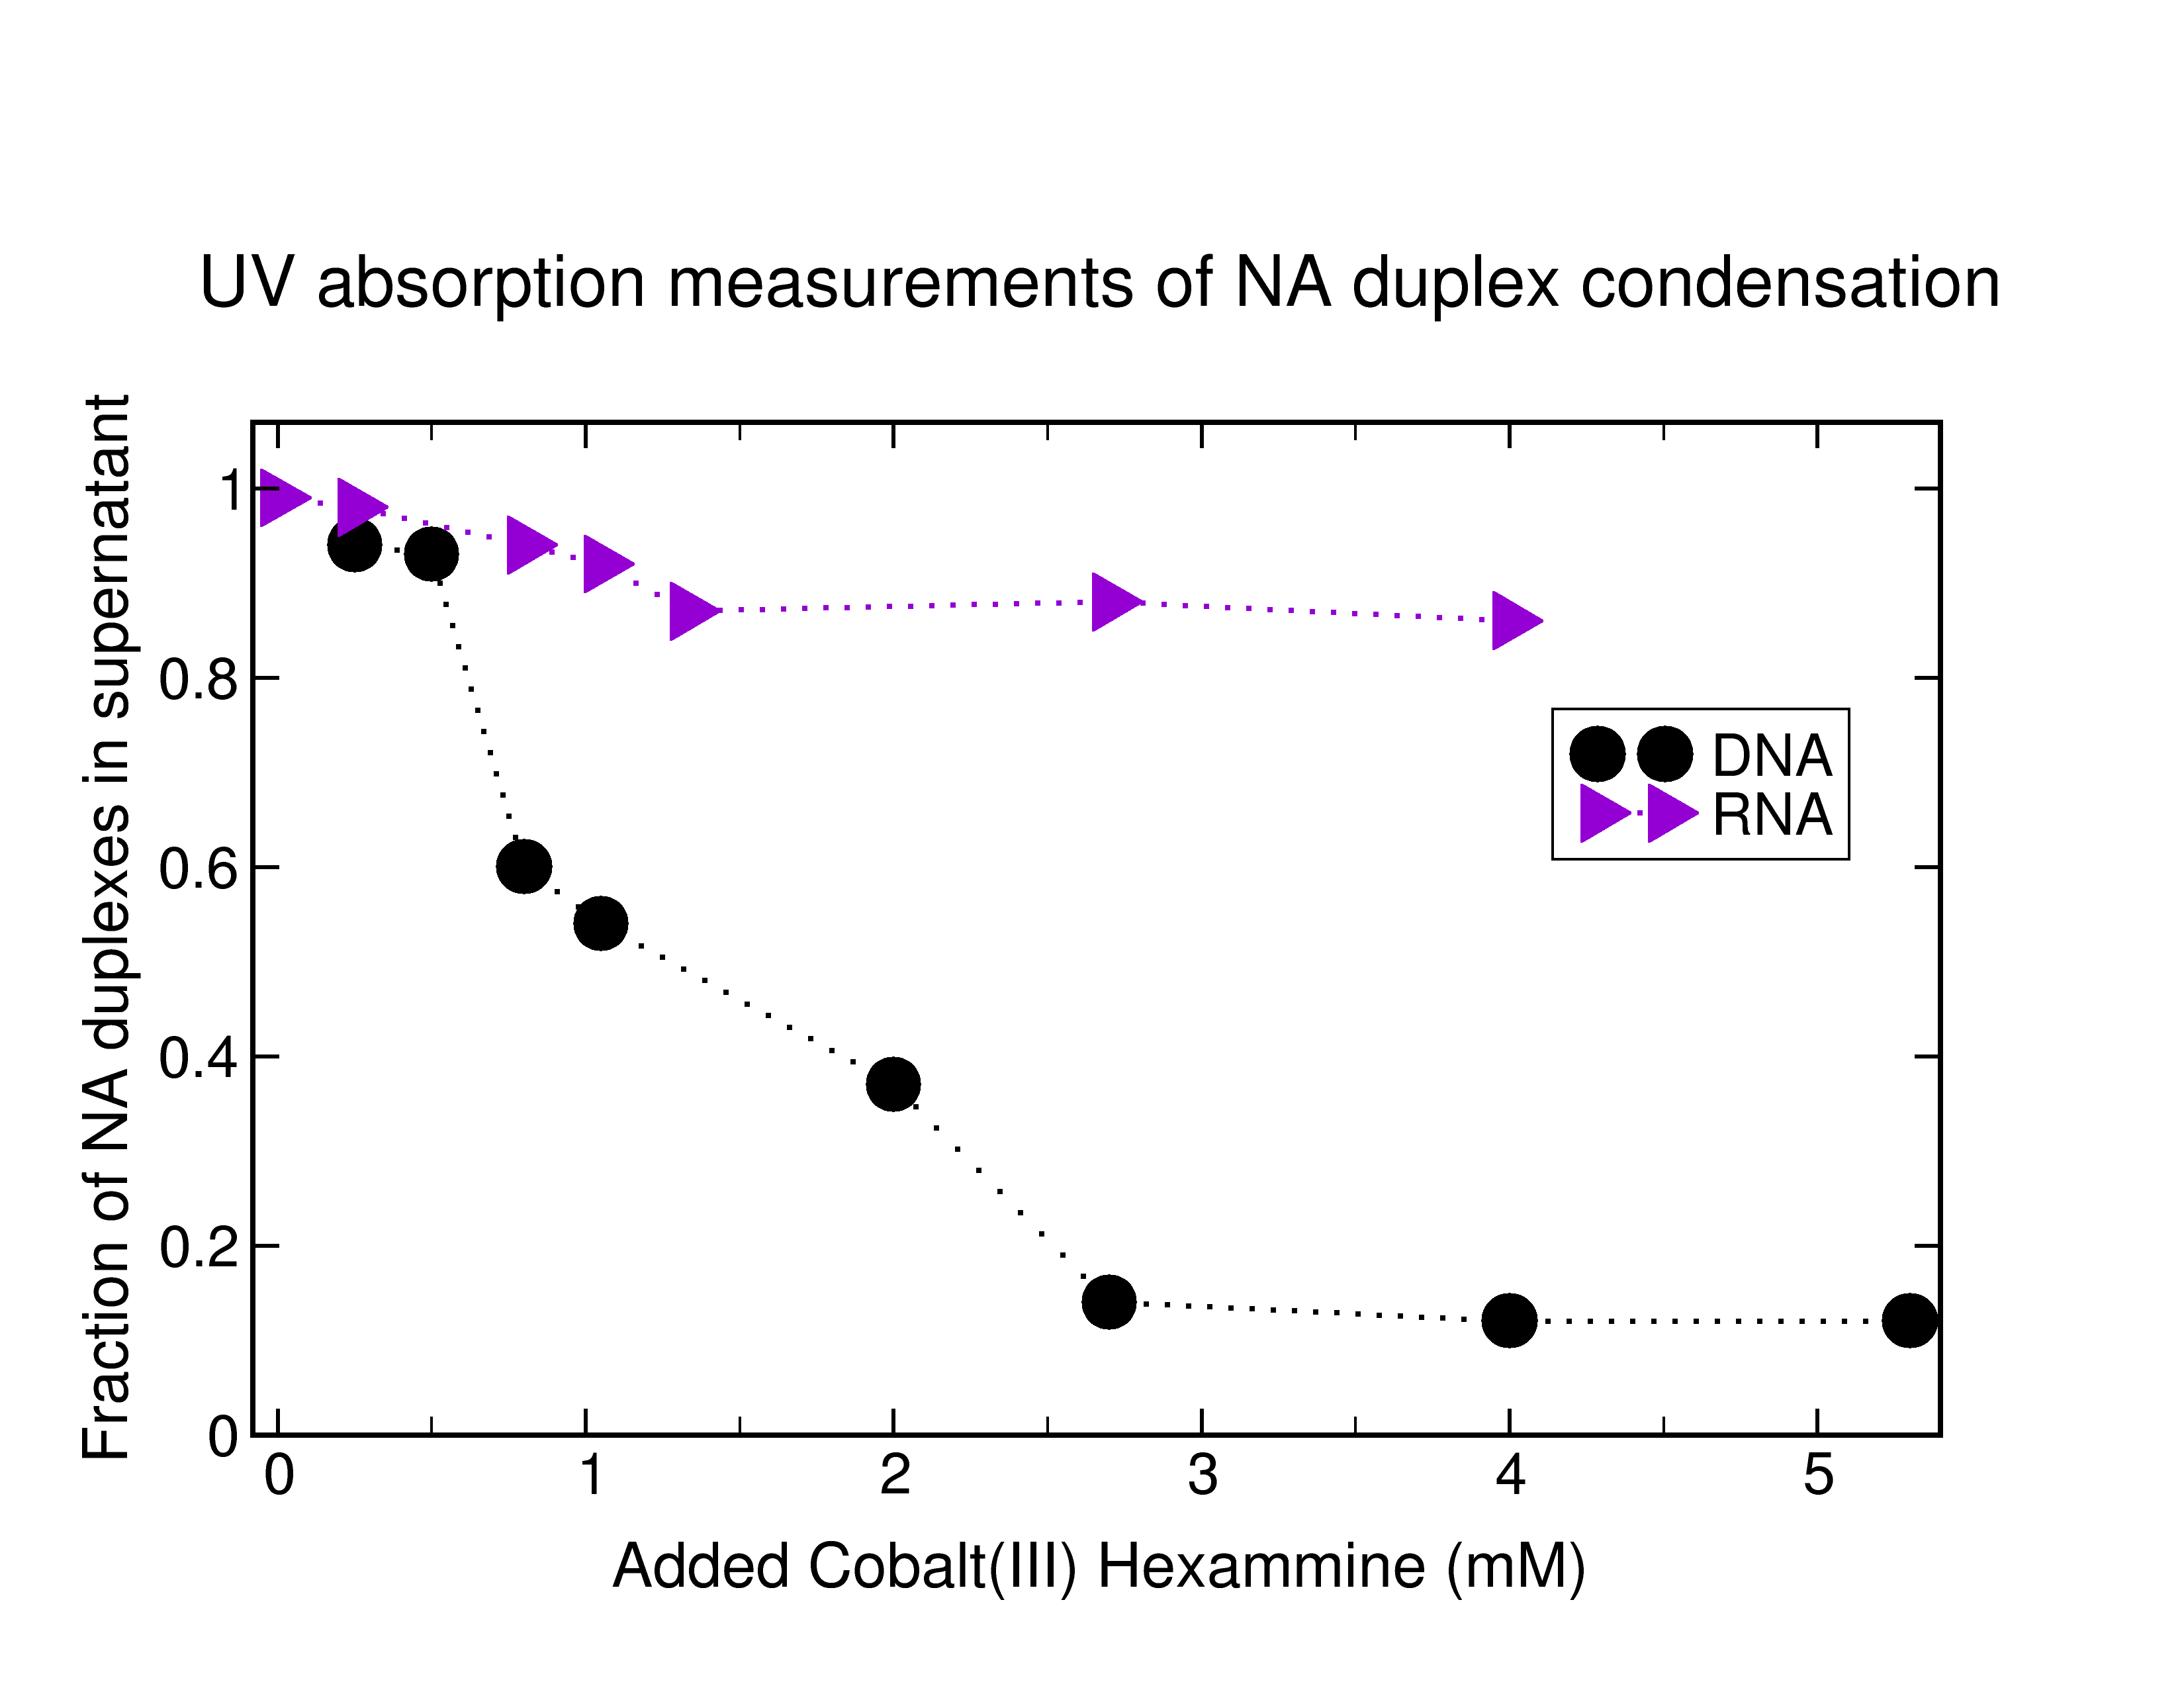 UV absorption measurements of NA duplex condensation
Fraction of NA duplexes in supernatant
1
0.8
0.6
0.4
0.2
0
DNA
RNA
0 1 2 3 4 5
Added Cobalt(III) Hexammine (mM)